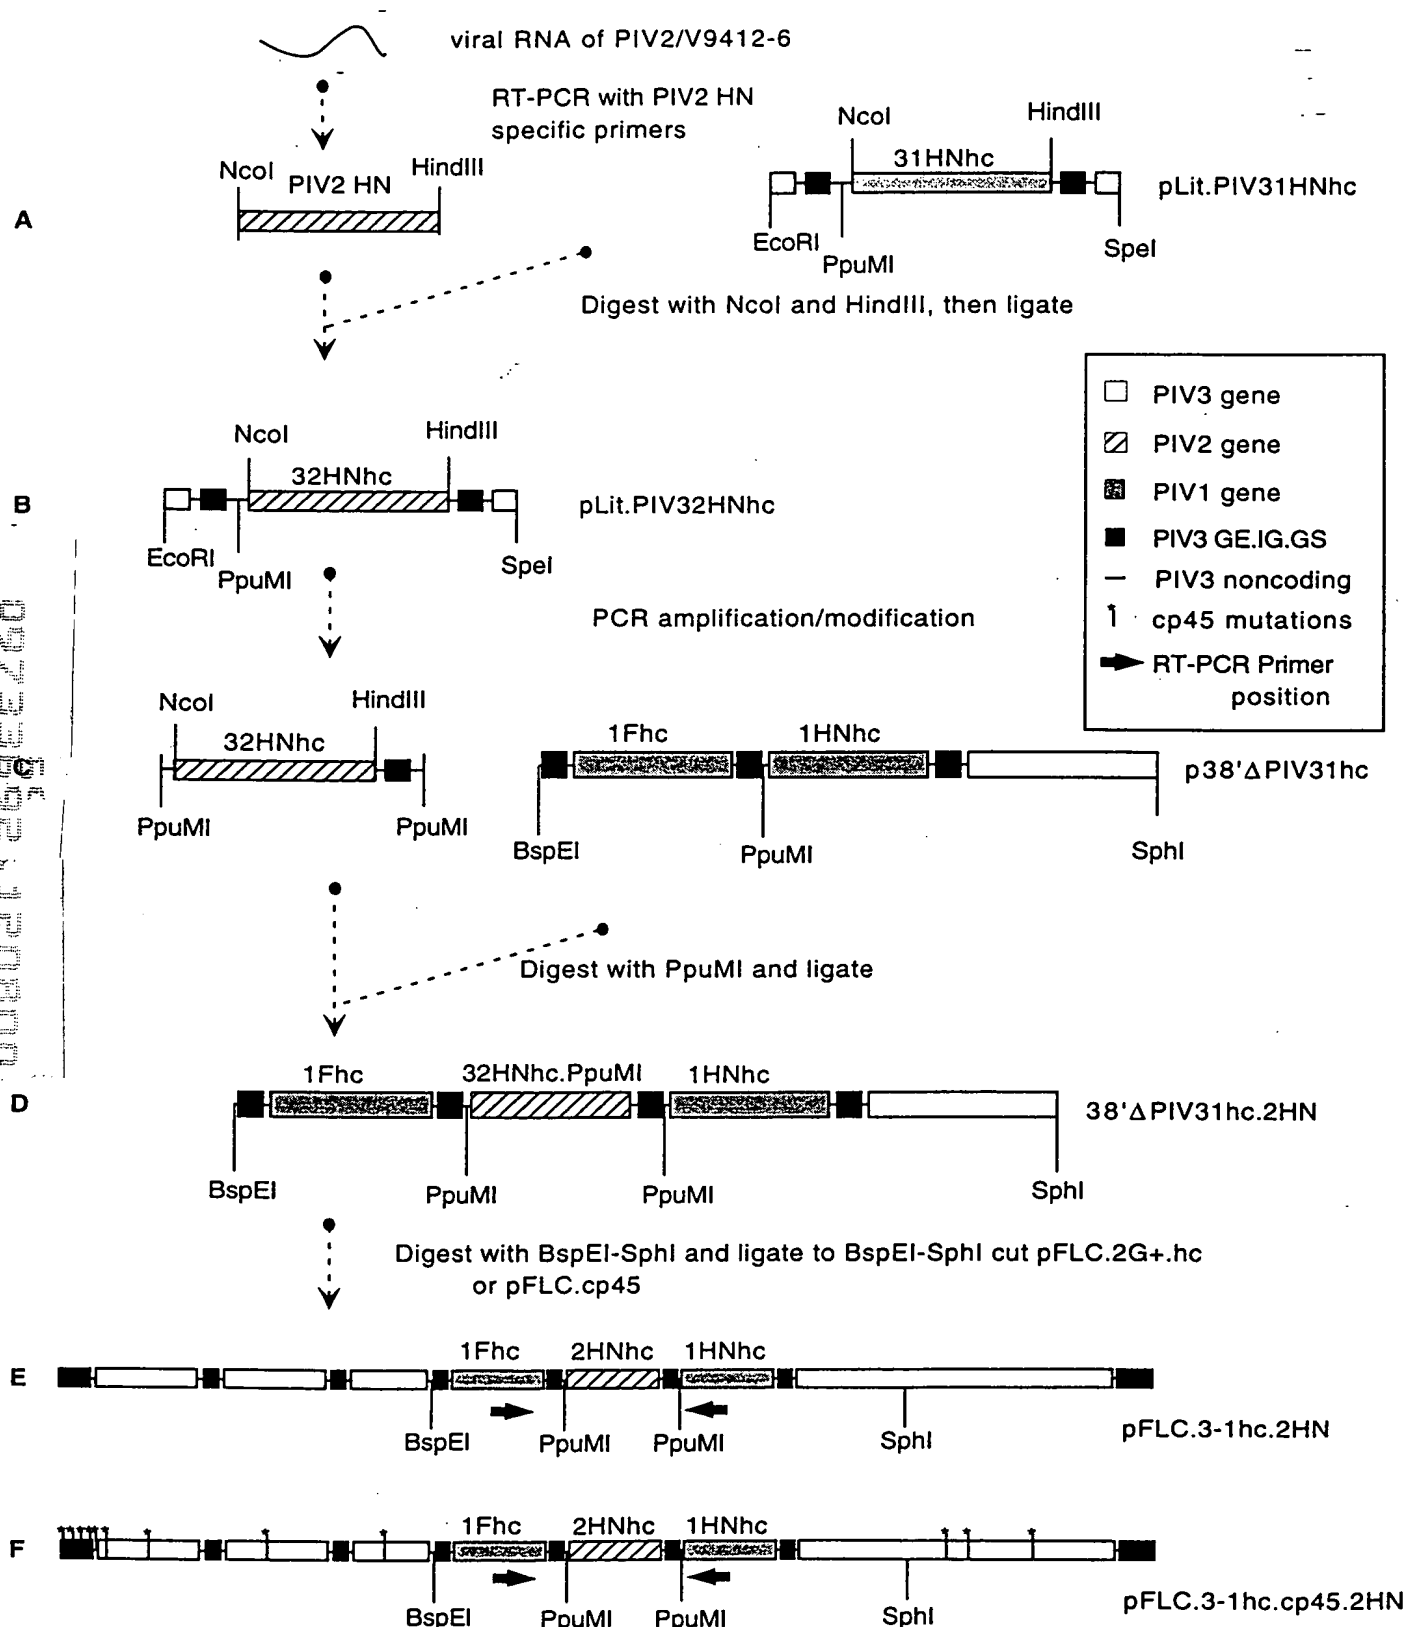 viral RNA of PIV2/V9412-6
RT-PCR with PIV2 HN
specific primers
NcoI
PIV2 HN
HindIII
NcoI
HindIII
31HNhc
A
pLit.PIV31HNhc
EcoRI
PpuMI
SpeI
Digest with NcoI and HindIII, then ligate
PIV3 gene
PIV2 gene
PIV1 gene
PIV3 GE.IG.GS
PIV3 noncoding
cp45 mutations
RT-PCR Primer
position
NcoI
HindIII
32HNhc
B
pLit.PIV32HNhc
EcoRI
PpuMI
SpeI
PCR amplification/modification
NcoI
HindIII
32HNhc
1Fhc
1HNhc
C
p38'ΔPIV31hc
PpuMI
PpuMI
BspEI
PpuMI
SphI
Digest with PpuMI and ligate
1Fhc
32HNhc.PpuMI
1HNhc
D
38'ΔPIV31hc.2HN
BspEI
PpuMI
PpuMI
SphI
Digest with BspEI-SphI and ligate to BspEI-SphI cut pFLC.2G+.hc
or pFLC.cp45
1Fhc
2HNhc
1HNhc
E
BspEI
PpuMI
PpuMI
SphI
pFLC.3-1hc.2HN
1Fhc
2HNhc
1HNhc
F
BspEI
PpuMI
PpuMI
SphI
pFLC.3-1hc.cp45.2HN